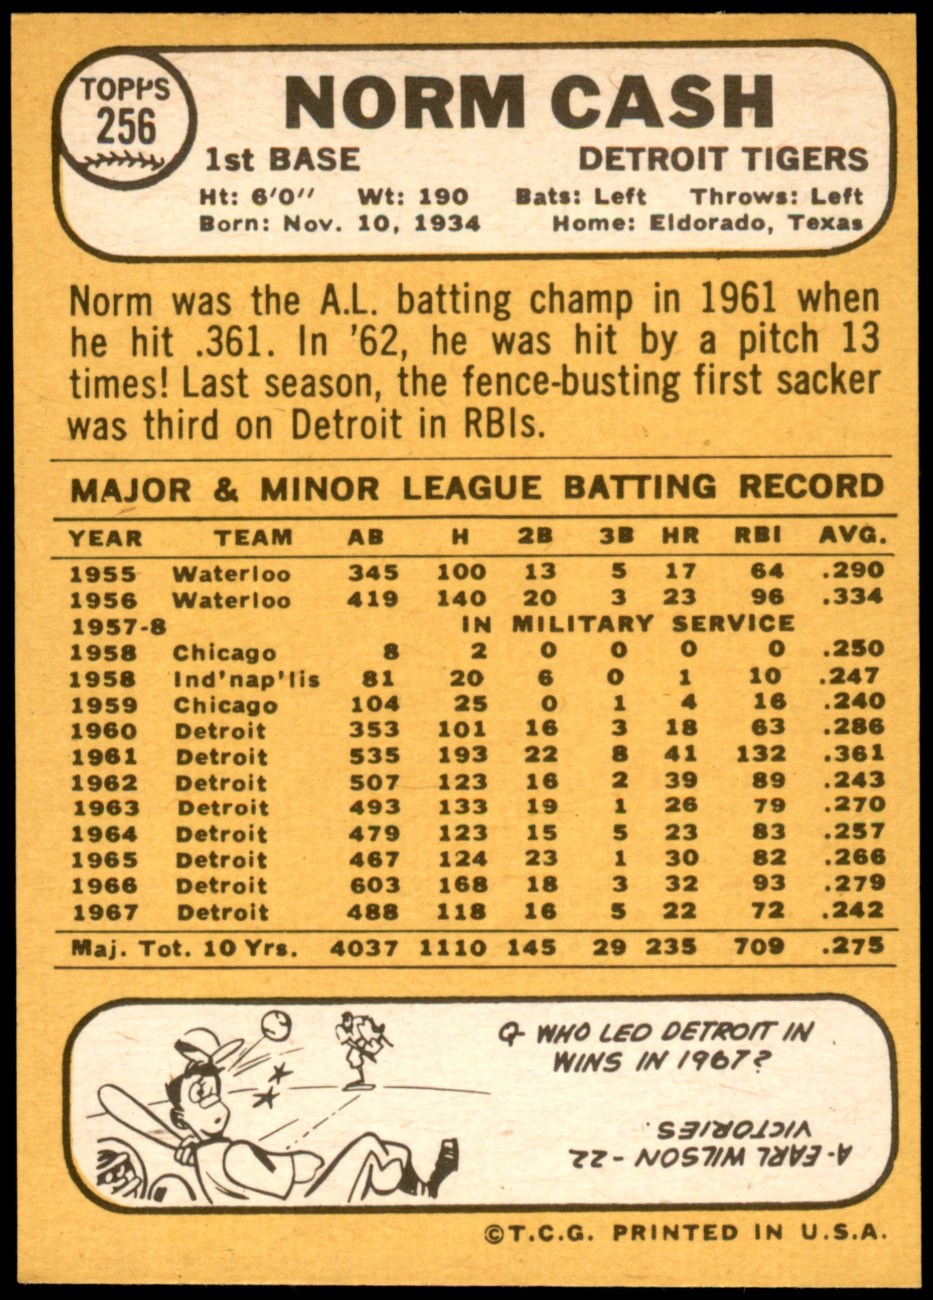 TOPPS
256
NORM CASH
1st BASE DETROIT TIGERS
Ht: 6'0" Wt: 190 Bats: Left Throws: Left
Born: Nov. 10, 1934 Home: Eldorado, Texas
Norm was the A.L. batting champ in 1961 when
he hit .361. In '62, he was hit by a pitch 13
times! Last season, the fence-busting first sacker
was third on Detroit in RBIs.
MAJOR & MINOR LEAGUE BATTING RECORD
YEAR TEAM AB H 2B 3B HR RBI AVG.
1955 Waterloo 345 100 13 5 17 64 .290
1956 Waterloo 419 140 20 3 23 96 .334
1957-8 IN MILITARY SERVICE
1958 Chicago 8 2 0 0 0 0 .250
1958 Ind'nap'lis 81 20 6 0 1 10 .247
1959 Chicago 104 25 0 1 4 16 .240
1960 Detroit 353 101 16 3 18 63 .286
1961 Detroit 535 193 22 8 41 132 .361
1962 Detroit 507 123 16 2 39 89 .243
1963 Detroit 493 133 19 1 26 79 .270
1964 Detroit 479 123 15 5 23 83 .257
1965 Detroit 467 124 23 1 30 82 .266
1966 Detroit 603 168 18 3 32 93 .279
1967 Detroit 488 118 16 5 22 72 .242
Maj. Tot. 10 Yrs. 4037 1110 145 29 235 709 .275
Q- WHO LED DETROIT IN
WINS IN 1967?
A- EARL WILSON - 22
VICTORIES.
©T.C.G. PRINTED IN U.S.A.